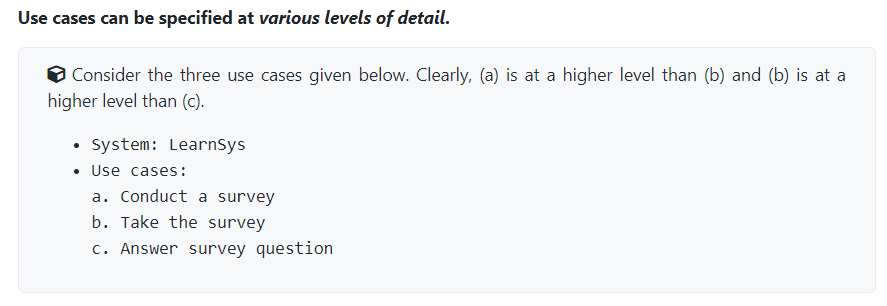 Use cases can be specified at various levels of detail.
Consider the three use cases given below. Clearly, (a) is at a higher level than (b) and (b) is at a
higher level than (c).
• System: LearnSys
• Use cases:
a. Conduct a survey
b. Take the survey
c. Answer survey question